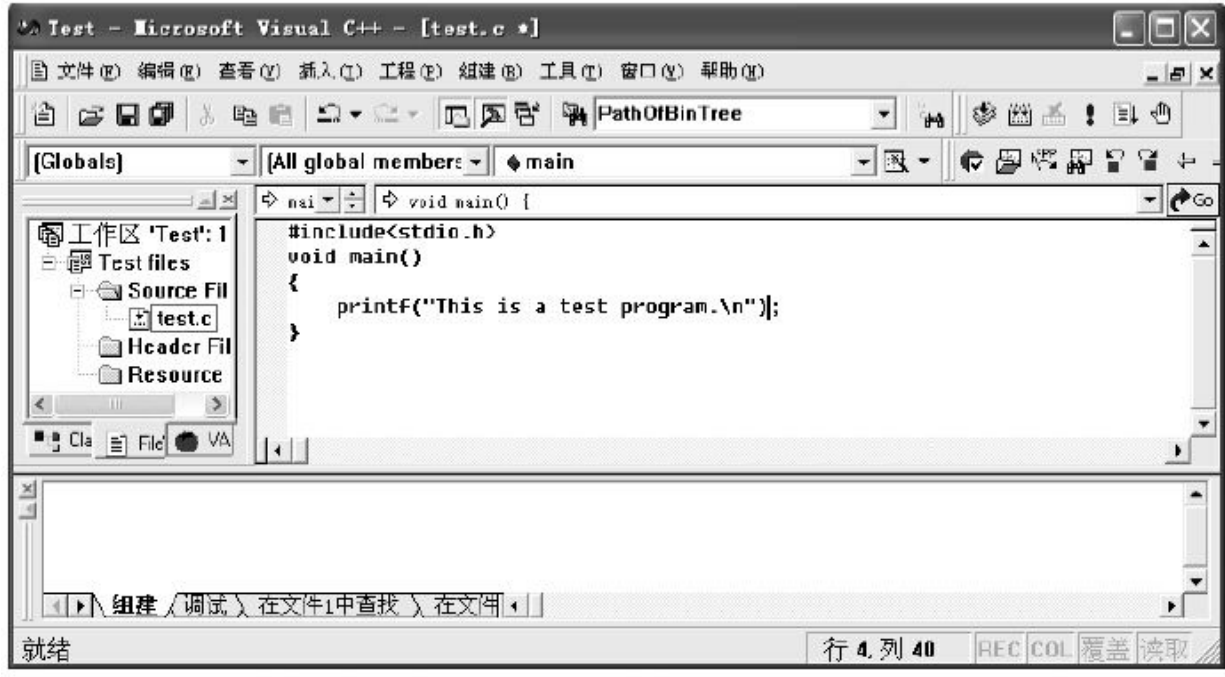 Test - Microsoft Visual C++ - [test.c *]
文件(F) 编辑(E) 查看(V) 插入(I) 工程(P) 组建(B) 工具(T) 窗口(W) 帮助(H)
PathOfBinTree
(Globals) (All global members main
mai void main() { Go
工作区 'Test': 1
Test files
Source Fil
test.c
Header Fil
Resource
Cla File VA
#include<stdio.h>
void main()
{
printf("This is a test program.\n");
}
组建 调试 在文件1中查找 在文件
就绪 行 4, 列 40 REC COL 覆盖 读取